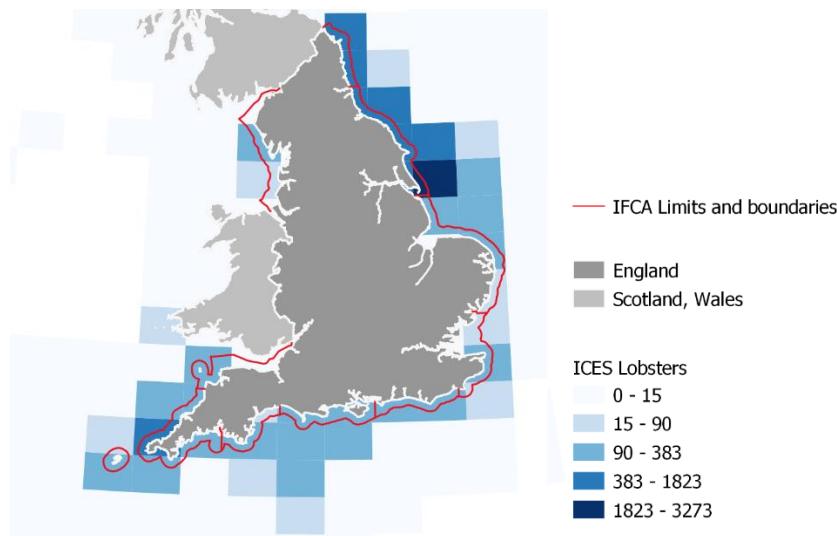 IFCA Limits and boundaries
England
Scotland, Wales
ICES Lobsters
0 - 15
15 - 90
90 - 383
383 - 1823
1823 - 3273